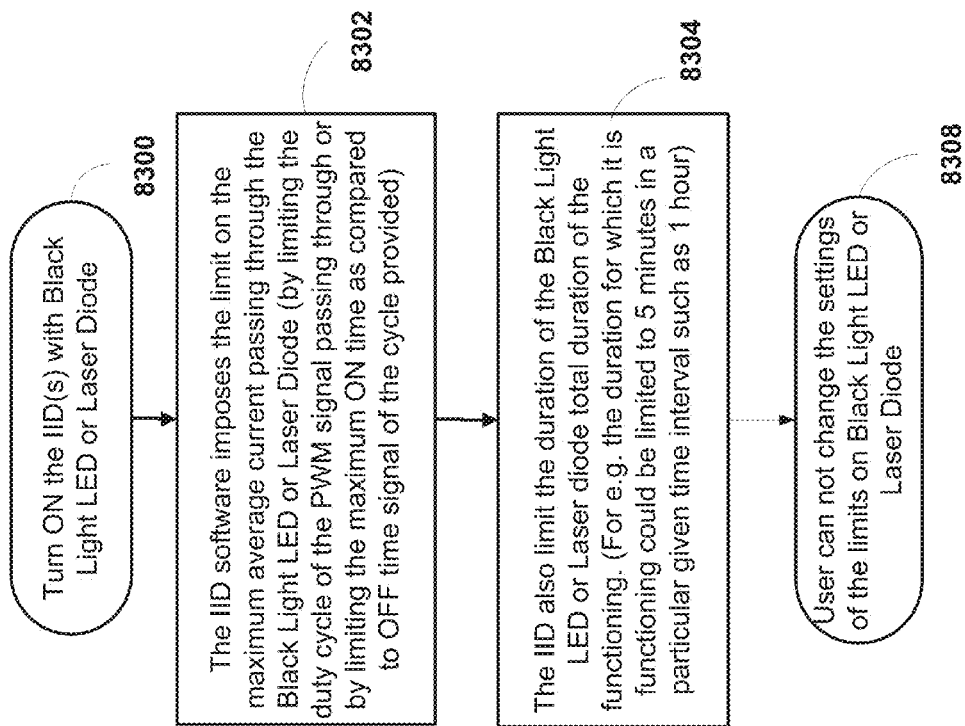 Turn ON the IID(s) with Black
Light LED or Laser Diode
8300
The IID software imposes the limit on the
maximum average current passing through the
Black Light LED or Laser Diode (by limiting the
duty cycle of the PWM signal passing through or
by limiting the maximum ON time as compared
to OFF time signal of the cycle provided)
8302
The IID also limit the duration of the Black Light
LED or Laser diode total duration of the
functioning. (For e.g. the duration for which it is
functioning could be limited to 5 minutes in a
particular given time interval such as 1 hour)
8304
User can not change the settings
of the limits on Black Light LED or
Laser Diode
8308